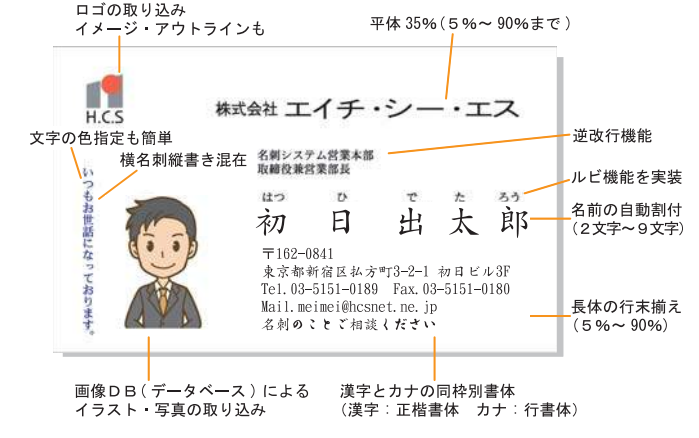 ロゴの取り込み
イメージ・アウトラインも
平体 35%(5%～ 90%まで)
H.C.S
株式会社 エイチ・シー・エス
文字の色指定も簡単
横名刺縦書き混在
名刺システム営業本部
取締役兼営業部長
逆改行機能
いつもお世話になっております。
ルビ機能を実装
はつ ひ で た ろう
初 日 出 太 郎
名前の自動割付
(2文字～9文字)
〒162-0841
東京都新宿区払方町3-2-1 初日ビル3F
Tel.03-5151-0189 Fax.03-5151-0180
Mail.meimei@hcsnet.ne.jp
名刺のことご相談ください
長体の行末揃え
(5%～ 90%)
画像DB(データベース)による
イラスト・写真の取り込み
漢字とカナの同枠別書体
(漢字：正楷書体 カナ：行書体)